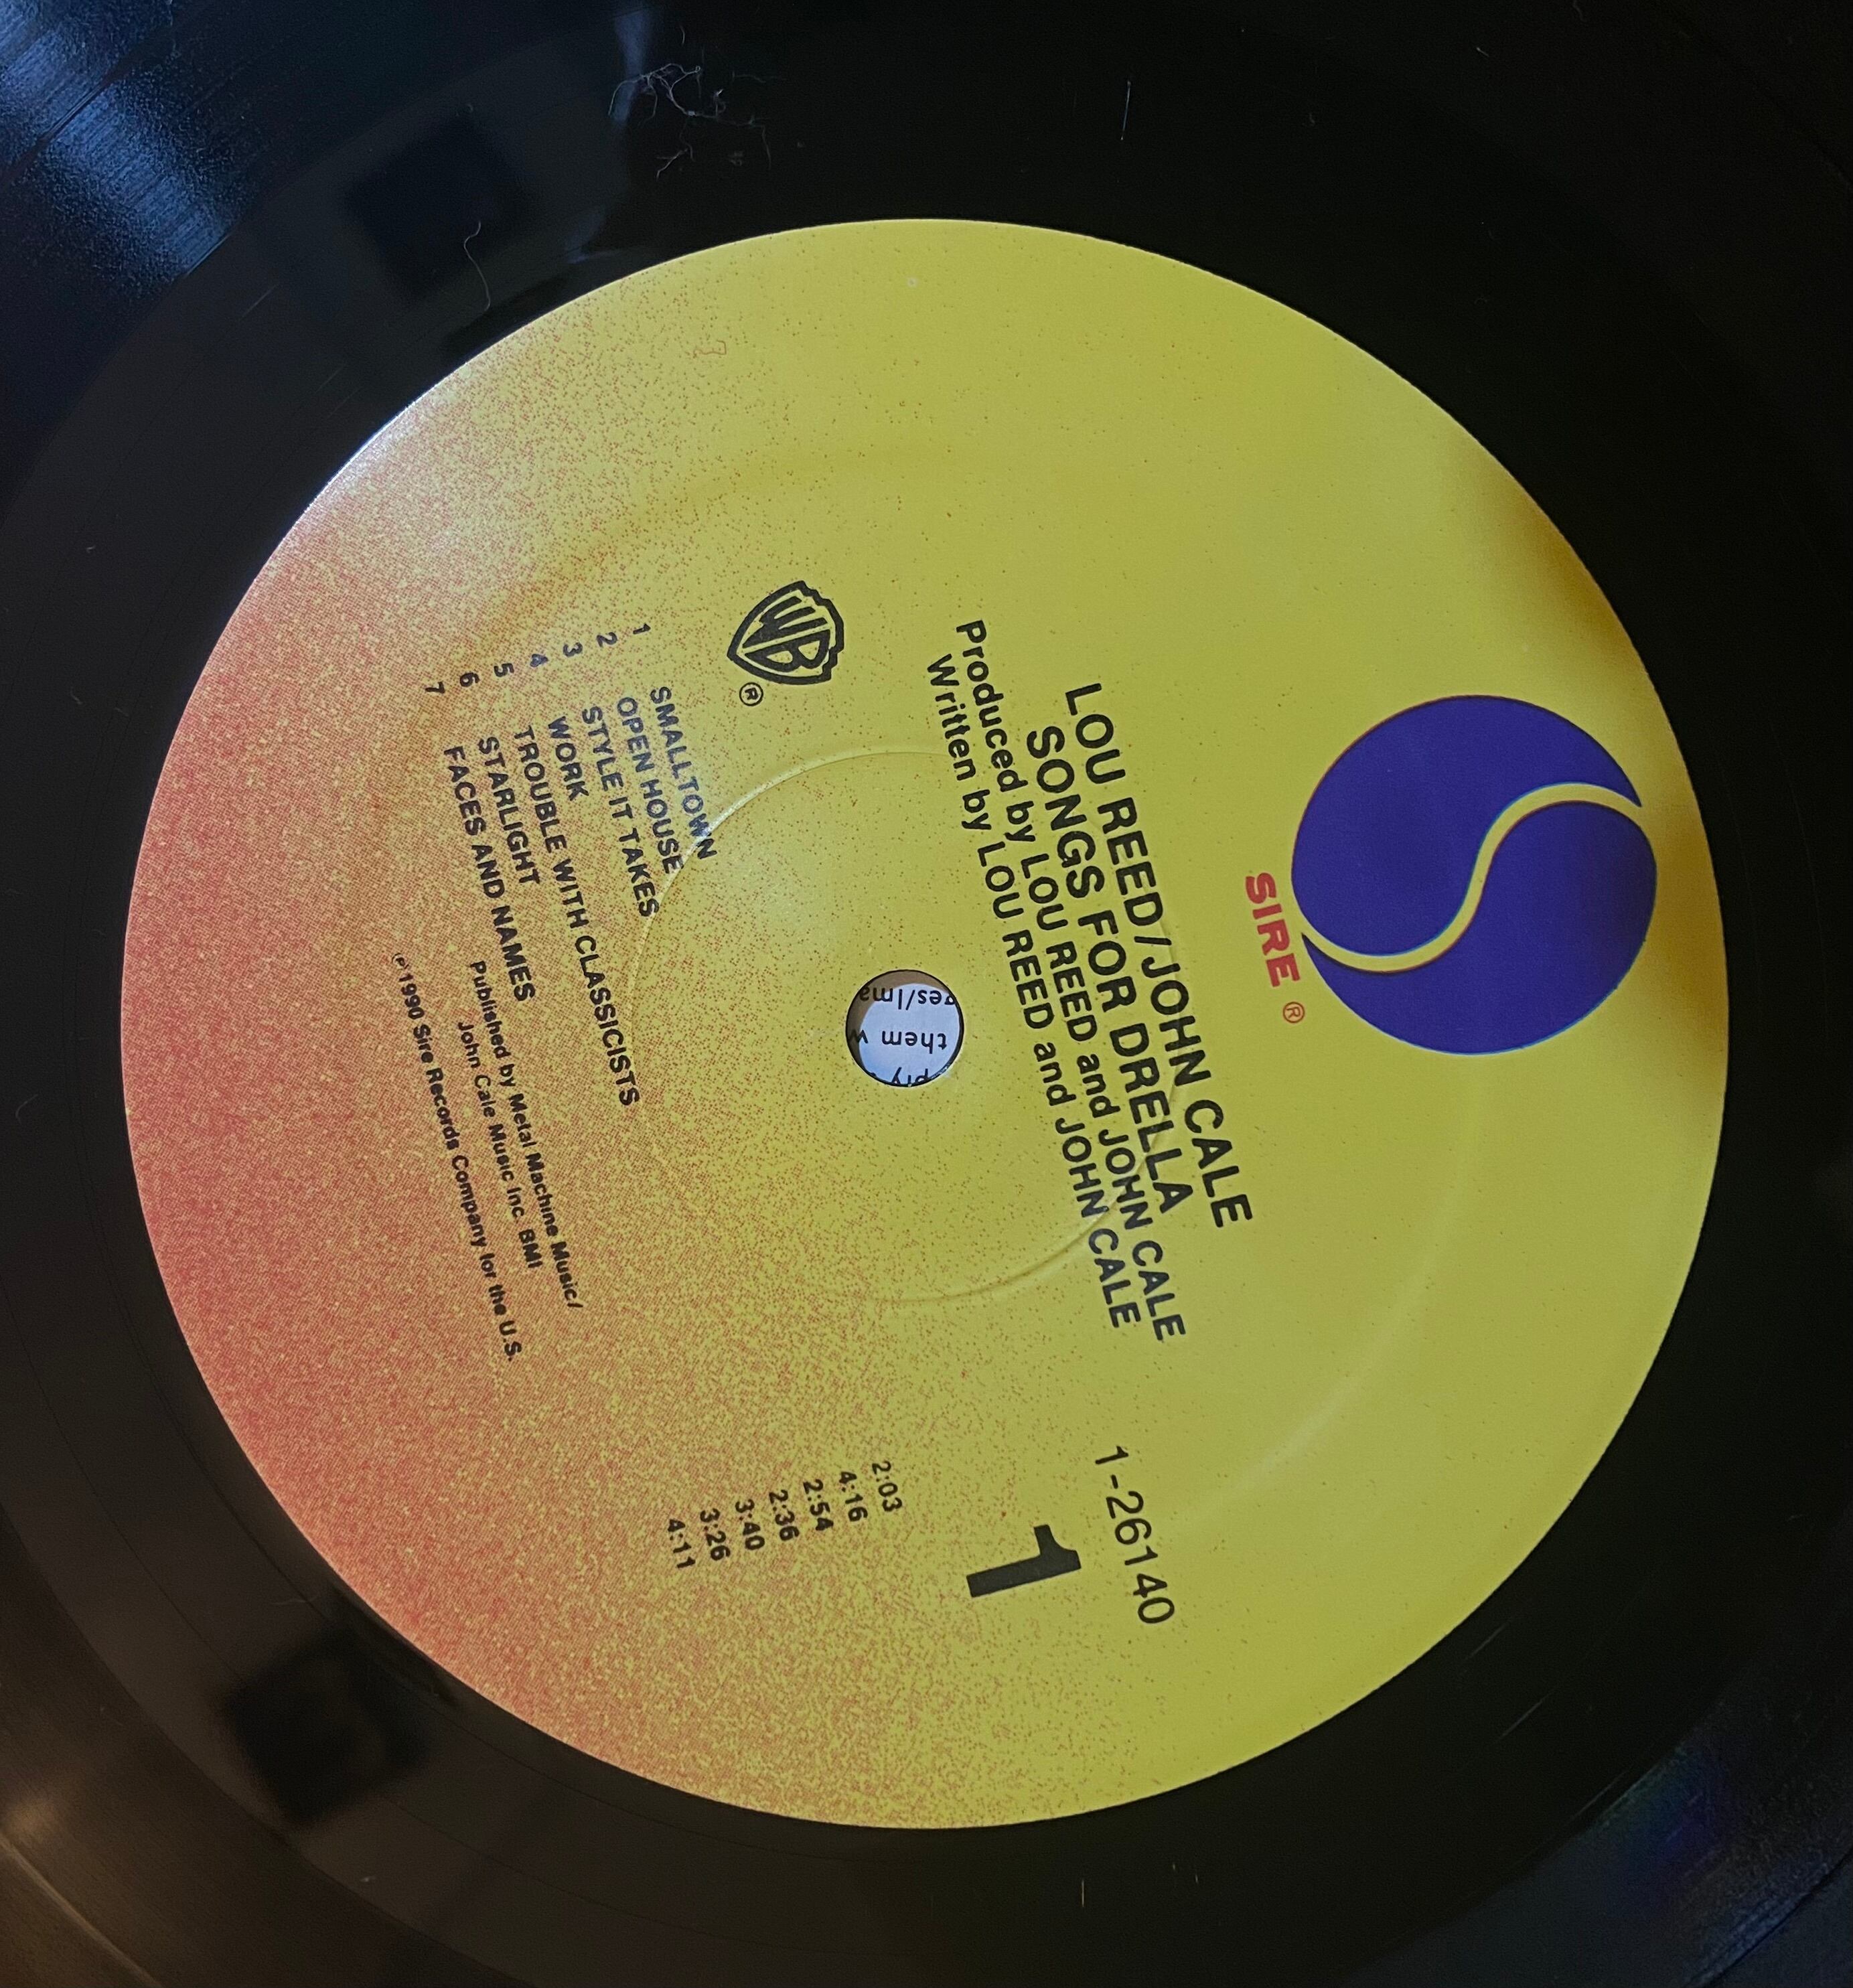 SIRE ®
LOU REED / JOHN CALE
SONGS FOR DRELLA
Produced by LOU REED and JOHN CALE
Written by LOU REED and JOHN CALE
1-26140
1
WB ®
1 SMALLTOWN 2:03
2 OPEN HOUSE 4:16
3 STYLE IT TAKES 2:54
4 WORK 2:36
5 TROUBLE WITH CLASSICISTS 3:40
6 STARLIGHT 3:26
7 FACES AND NAMES 4:11
Published by Metal Machine Music/
John Cale Music Inc. BMI
℗1990 Sire Records Company for the U.S.
ges/Ima
them w